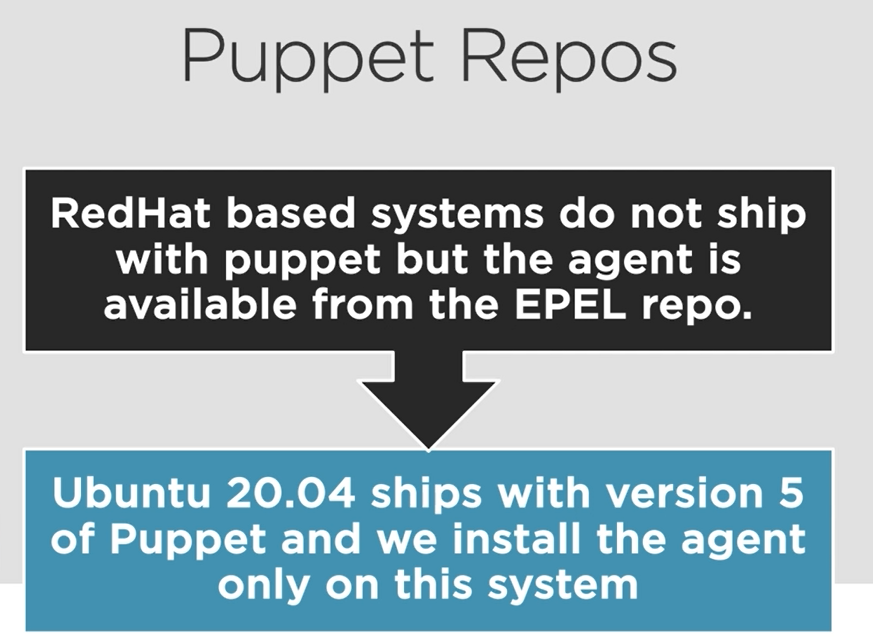 Puppet Repos
RedHat based systems do not ship
with puppet but the agent is
available from the EPEL repo.
Ubuntu 20.04 ships with version 5
of Puppet and we install the agent
only on this system